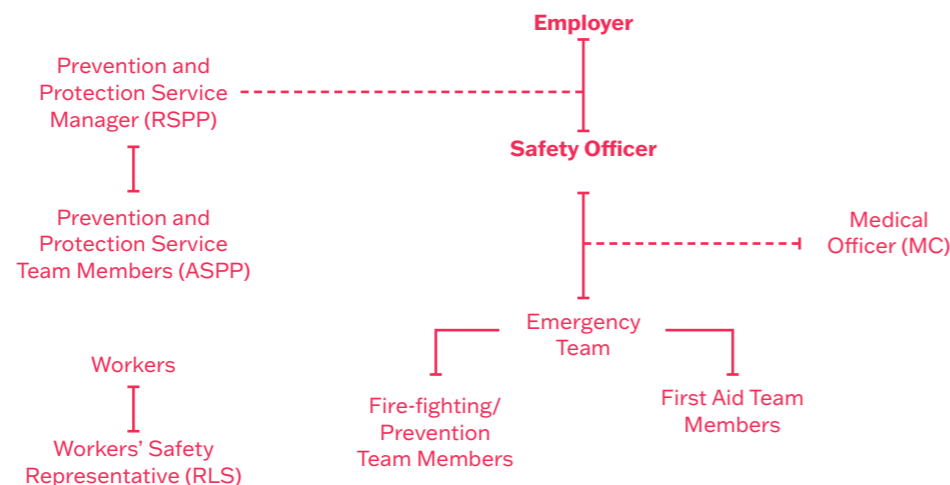 Employer
Prevention and
Protection Service
Manager (RSPP)
Safety Officer
Prevention and
Protection Service
Team Members (ASPP)
Medical
Officer (MC)
Emergency
Team
Workers
Fire-fighting/
Prevention
Team Members
First Aid Team
Members
Workers’ Safety
Representative (RLS)